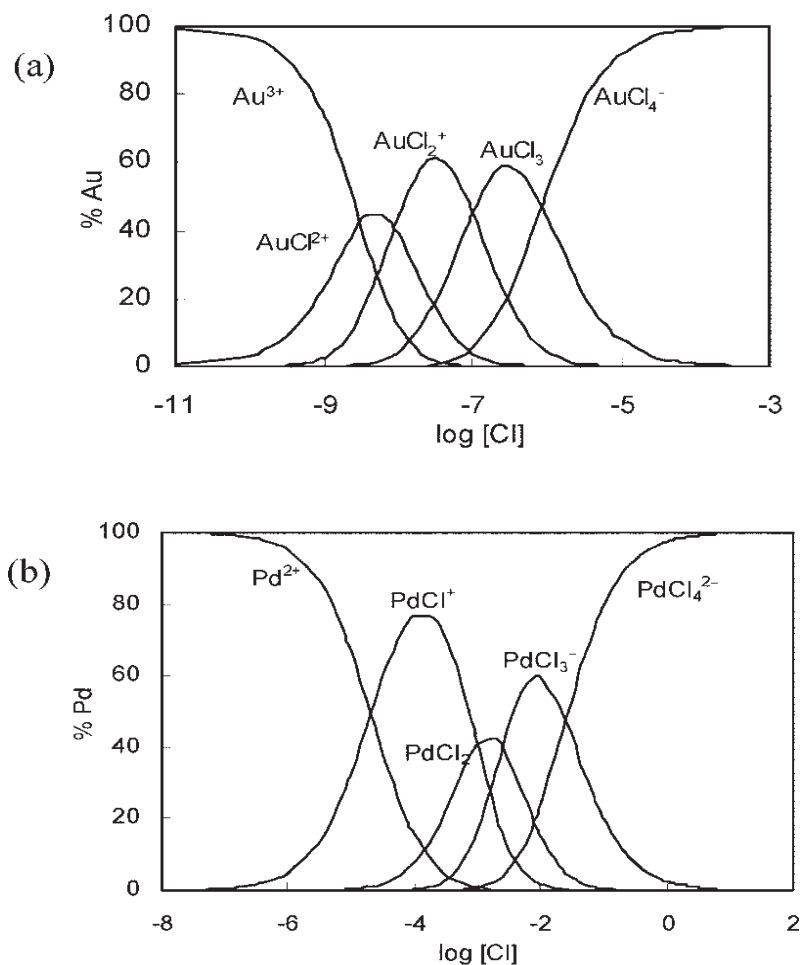 (a)
% Au
100
80
60
40
20
0
Au³⁺
AuCl²⁺
AuCl₂⁺
AuCl₃
AuCl₄⁻
-11 -9 -7 -5 -3
log [Cl]
(b)
% Pd
100
80
60
40
20
0
Pd²⁺
PdCl⁺
PdCl₂
PdCl₃⁻
PdCl₄²⁻
-8 -6 -4 -2 0 2
log [Cl]